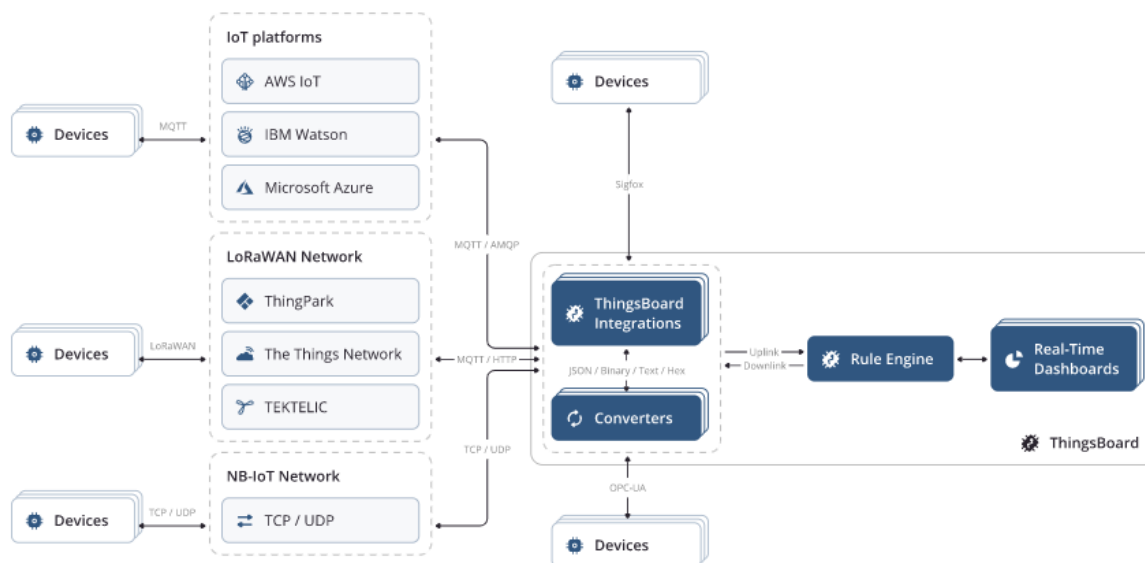 IoT platforms
AWS IoT
IBM Watson
Microsoft Azure
Devices
MQTT
MQTT / AMQP
LoRaWAN Network
ThingPark
The Things Network
TEKTELIC
Devices
LoRaWAN
MQTT / HTTP
NB-IoT Network
TCP / UDP
Devices
TCP / UDP
TCP / UDP
Devices
Sigfox
ThingsBoard
Integrations
JSON / Binary / Text / Hex
Converters
Uplink
Downlink
Rule Engine
Real-Time
Dashboards
ThingsBoard
OPC-UA
Devices